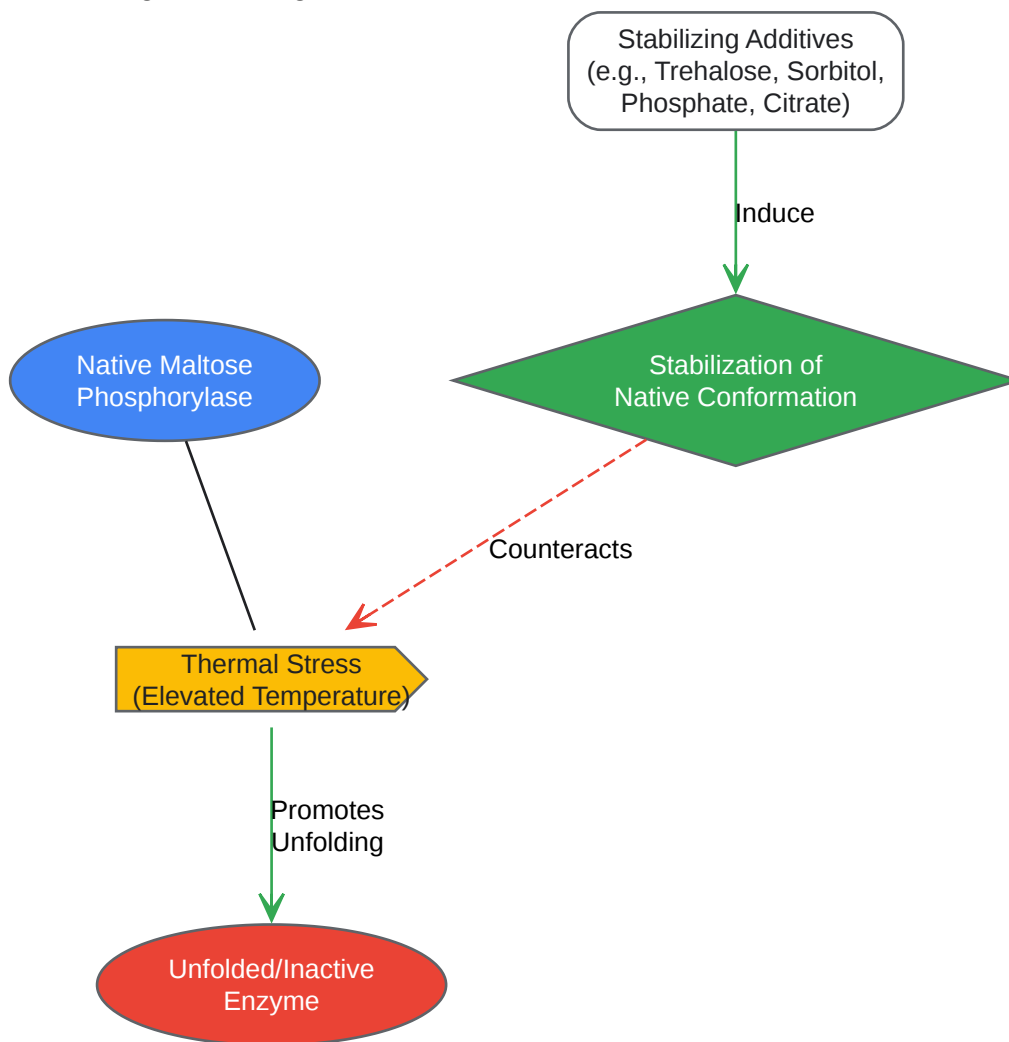 Stabilizing Additives
(e.g., Trehalose, Sorbitol,
Phosphate, Citrate)
Induce
Native Maltose
Phosphorylase
Stabilization of
Native Conformation
Counteracts
Thermal Stress
(Elevated Temperature)
Promotes
Unfolding
Unfolded/Inactive
Enzyme